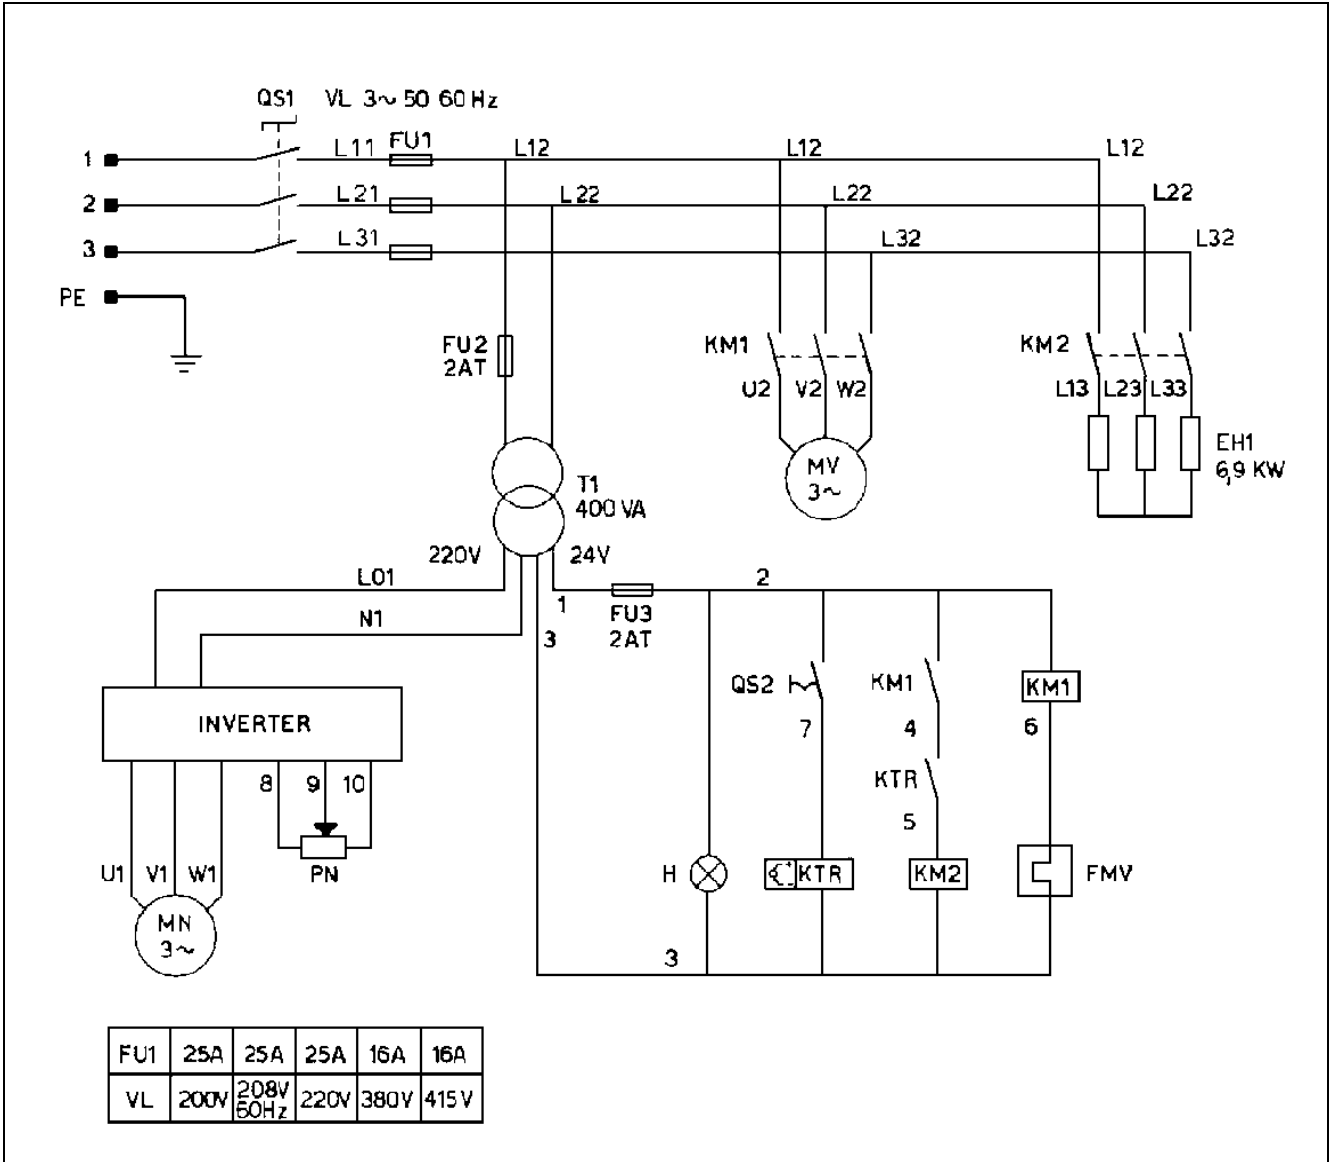 QS1 VL 3~ 50 60 Hz
1 L11 FU1 L12 L12 L12
2 L21 L22 L22 L22
3 L31 L32 L32
PE
FU2
2AT
KM1
U2 V2 W2
KM2
L13 L23 L33
MV
3~
EH1
6,9 KW
T1
400 VA
220V 24V
L01
N1
1
3
FU3
2AT
2
INVERTER
QS2
7
KM1
4
KM1
6
8 9 10
KTR
5
U1 V1 W1
PN
H
KTR
KM2
FMV
MN
3~
3
FU1 25A 25A 25A 16A 16A
VL 200V 208V 60Hz 220V 380V 415V